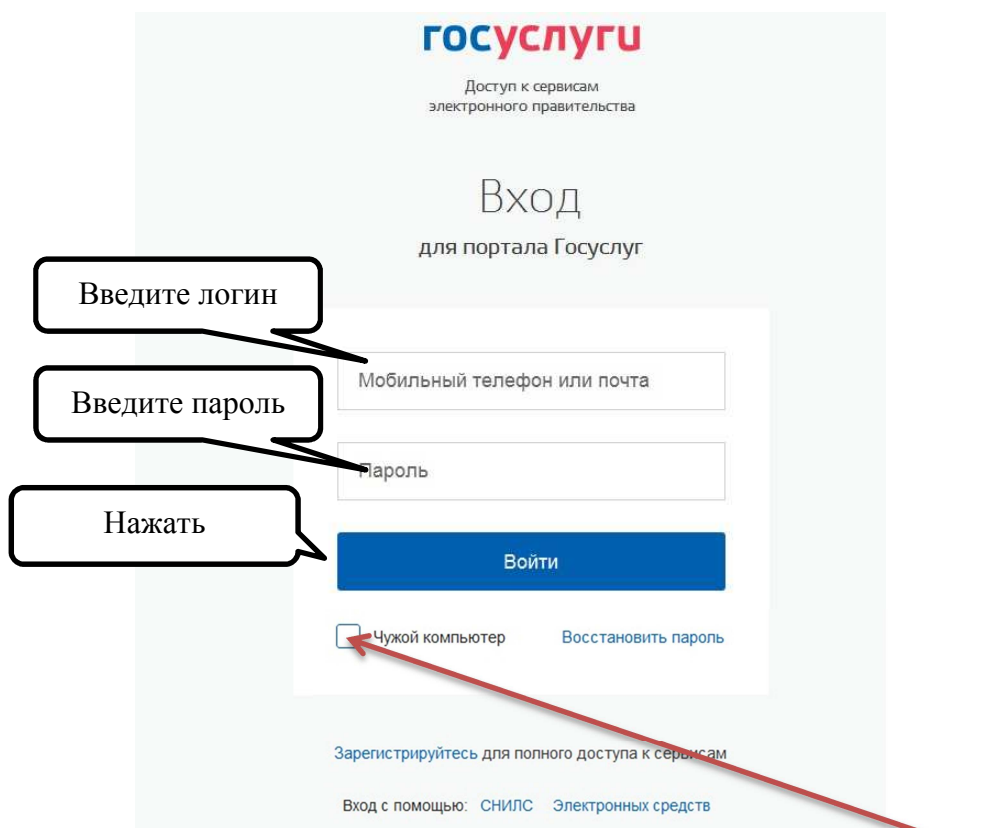 госуслуги
Доступ к сервисам
электронного правительства
Вход
для портала Госуслуг
Введите логин
Мобильный телефон или почта
Введите пароль
Пароль
Нажать
Войти
Чужой компьютер Восстановить пароль
Зарегистрируйтесь для полного доступа к сервисам
Вход с помощью: СНИЛС Электронных средств